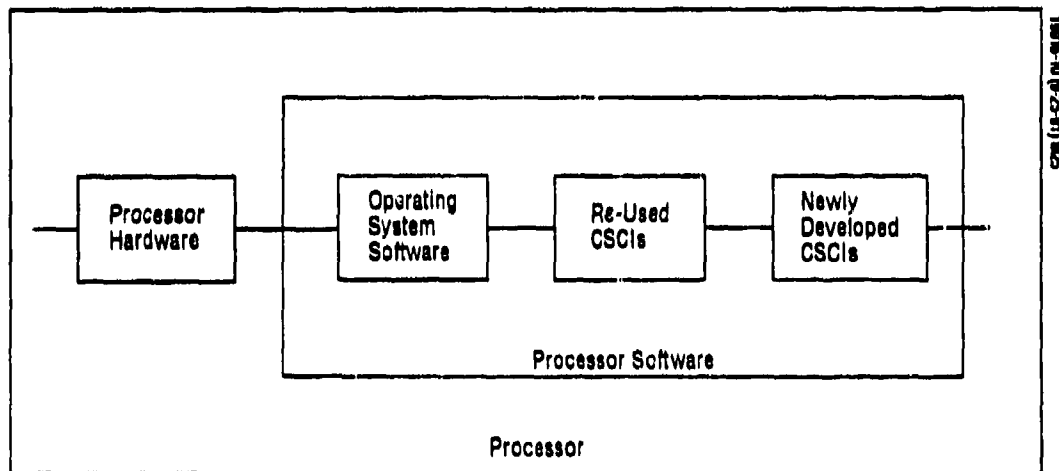 Processor
Hardware
Operating
System
Software
Re-Used
CSCIs
Newly
Developed
CSCIs
Processor Software
Processor